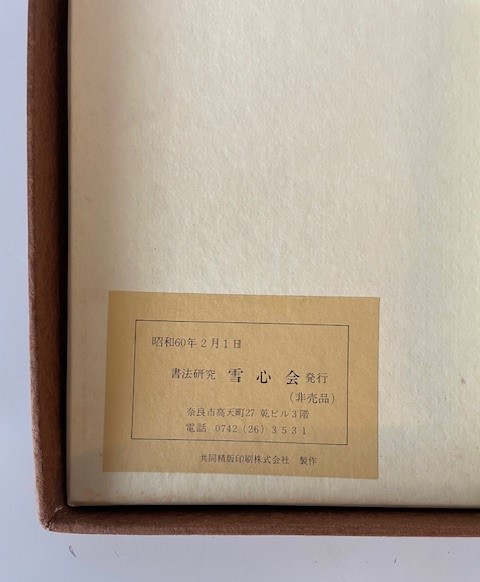 昭和60年2月1日
書法研究 雪心会 発行
(非売品)
奈良市高天町27 乾ビル3階
電話 0742(26)3531
共同精版印刷株式会社 製作